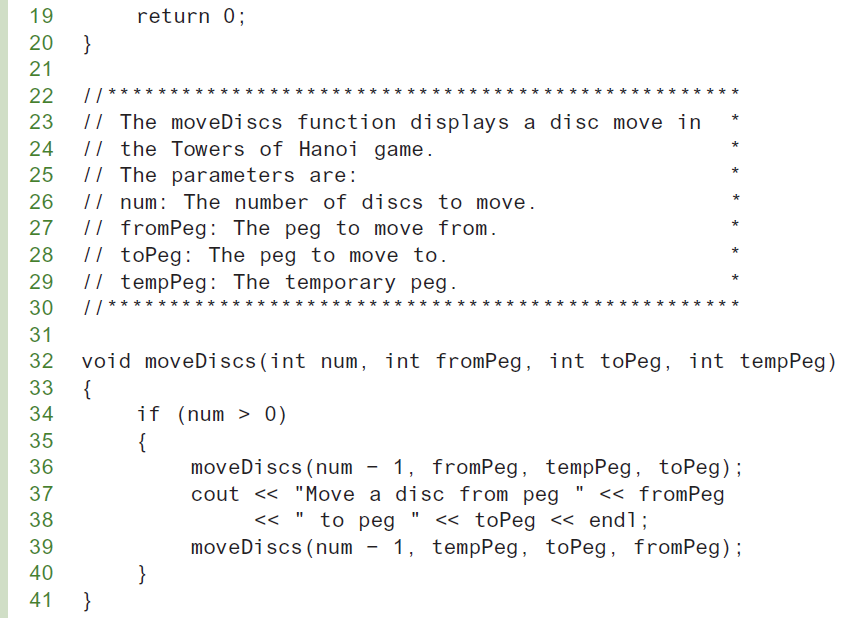 19 return 0;
20 }
21
22 //***************************************************
23 // The moveDiscs function displays a disc move in *
24 // the Towers of Hanoi game. *
25 // The parameters are: *
26 // num: The number of discs to move. *
27 // fromPeg: The peg to move from. *
28 // toPeg: The peg to move to. *
29 // tempPeg: The temporary peg. *
30 //***************************************************
31
32 void moveDiscs(int num, int fromPeg, int toPeg, int tempPeg)
33 {
34 if (num > 0)
35 {
36 moveDiscs(num − 1, fromPeg, tempPeg, toPeg);
37 cout << "Move a disc from peg " << fromPeg
38 << " to peg " << toPeg << endl;
39 moveDiscs(num − 1, tempPeg, toPeg, fromPeg);
40 }
41 }